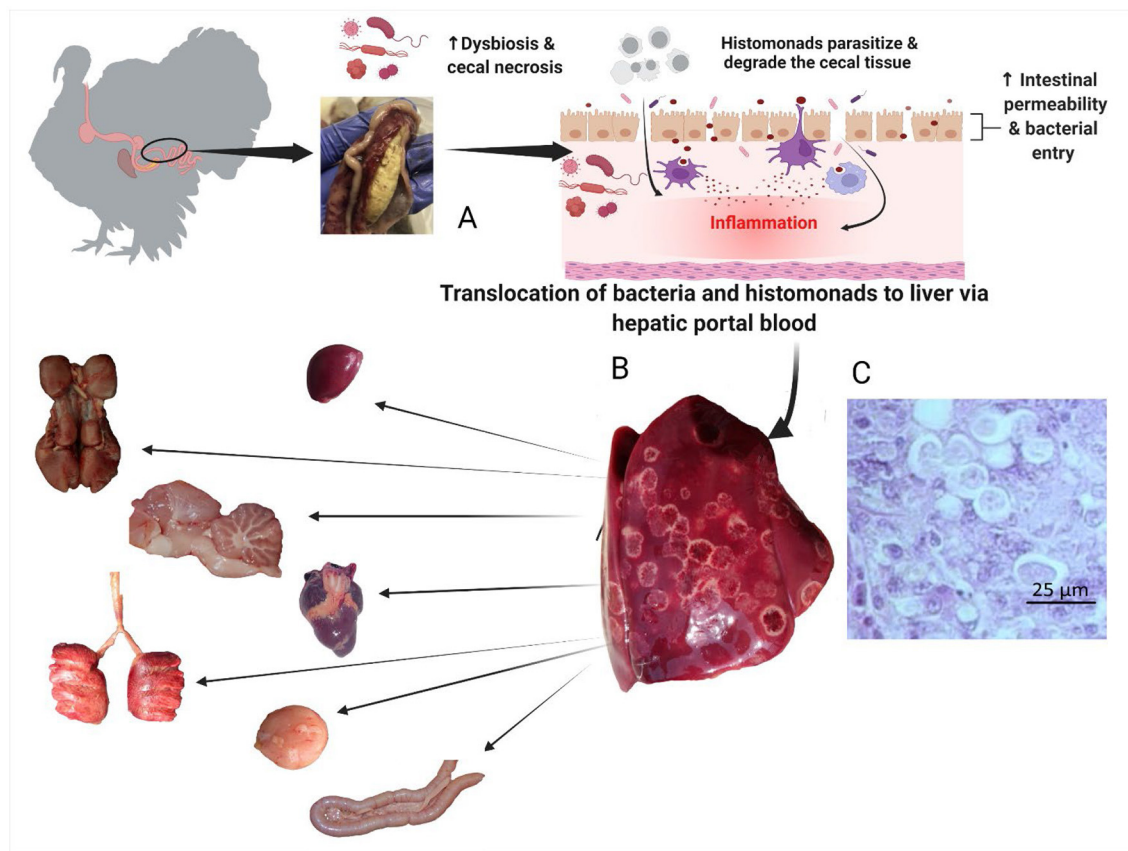 ↑Dysbiosis &
cecal necrosis
Histomonads parasitize &
degrade the cecal tissue
↑ Intestinal
permeability
& bacterial
entry
A
Inflammation
Translocation of bacteria and histomonads to liver via
hepatic portal blood
B
C
25 µm